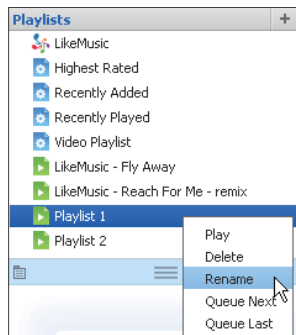 Playlists +
LikeMusic
Highest Rated
Recently Added
Recently Played
Video Playlist
LikeMusic - Fly Away
LikeMusic - Reach For Me - remix
Playlist 1
Playlist 2
Play
Delete
Rename
Queue Next
Queue Last